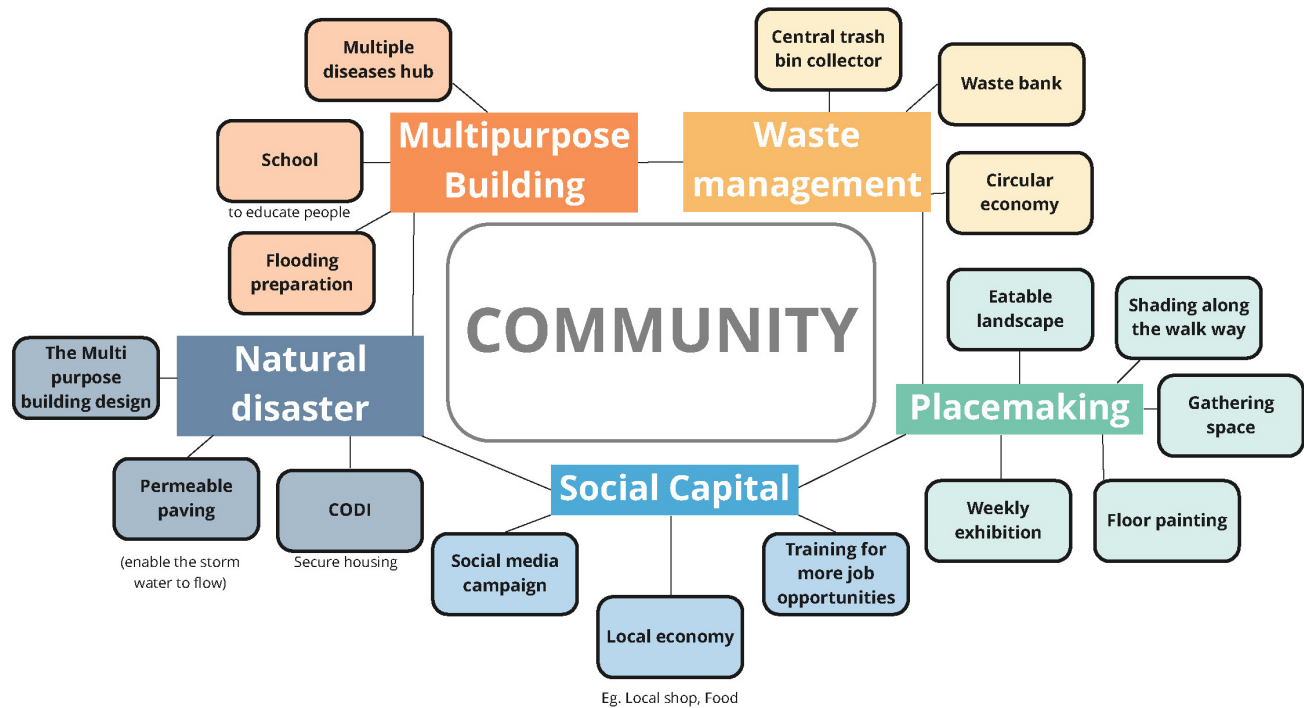 Multiple
diseases hub
Central trash
bin collector
Waste bank
Multipurpose
Building
Waste
management
School
to educate people
Circular
economy
Flooding
preparation
COMMUNITY
Eatable
landscape
Shading along
the walk way
The Multi
purpose
building design
Natural
disaster
Placemaking
Gathering
space
Permeable
paving
(enable the storm
water to flow)
CODI
Secure housing
Social Capital
Weekly
exhibition
Floor painting
Social media
campaign
Training for
more job
opportunities
Local economy
Eg. Local shop, Food